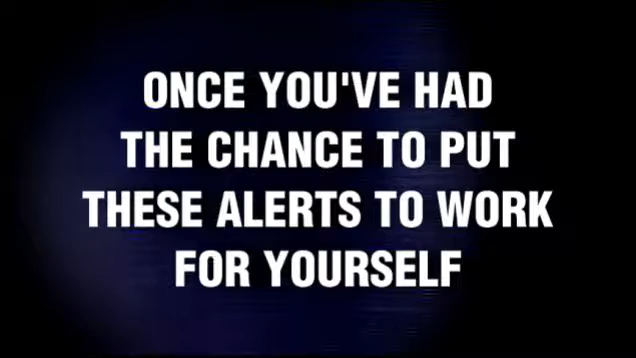 ONCE YOU'VE HAD
THE CHANCE TO PUT
THESE ALERTS TO WORK
FOR YOURSELF